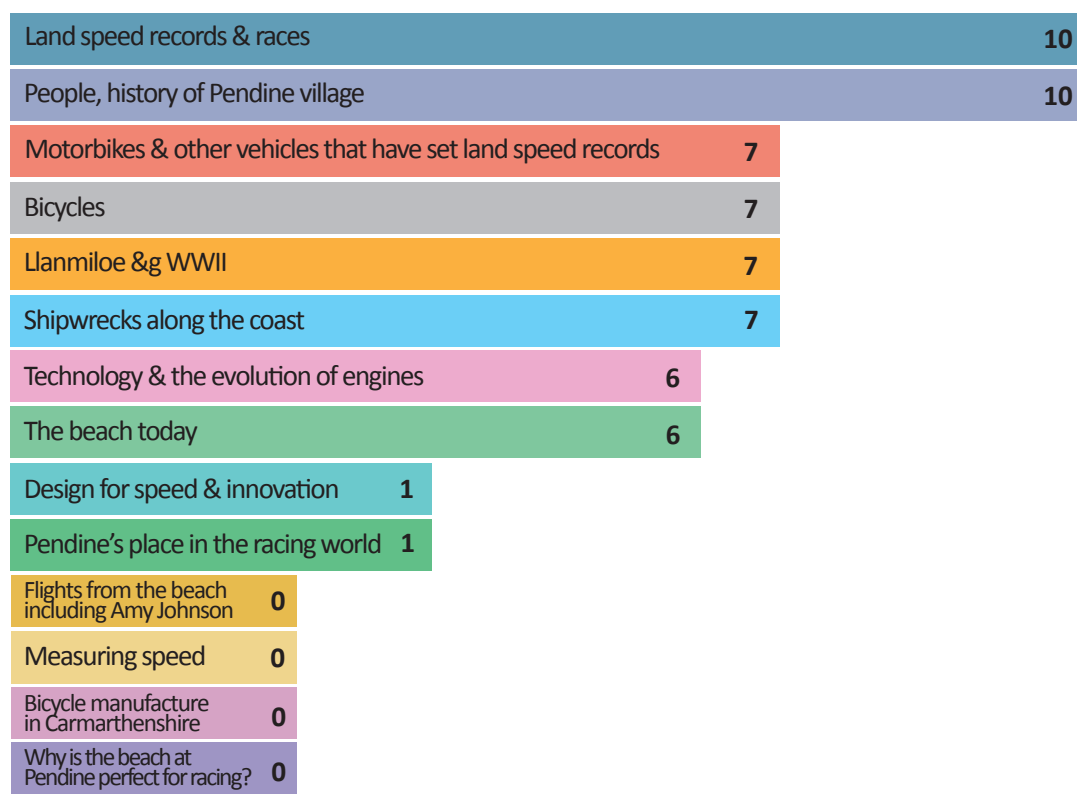 Land speed records & races 10
People, history of Pendine village 10
Motorbikes & other vehicles that have set land speed records 7
Bicycles 7
Llanmiloe &g WWII 7
Shipwrecks along the coast 7
Technology & the evolution of engines 6
The beach today 6
Design for speed & innovation 1
Pendine’s place in the racing world 1
Flights from the beach
including Amy Johnson 0
Measuring speed 0
Bicycle manufacture
in Carmarthenshire 0
Why is the beach at
Pendine perfect for racing? 0